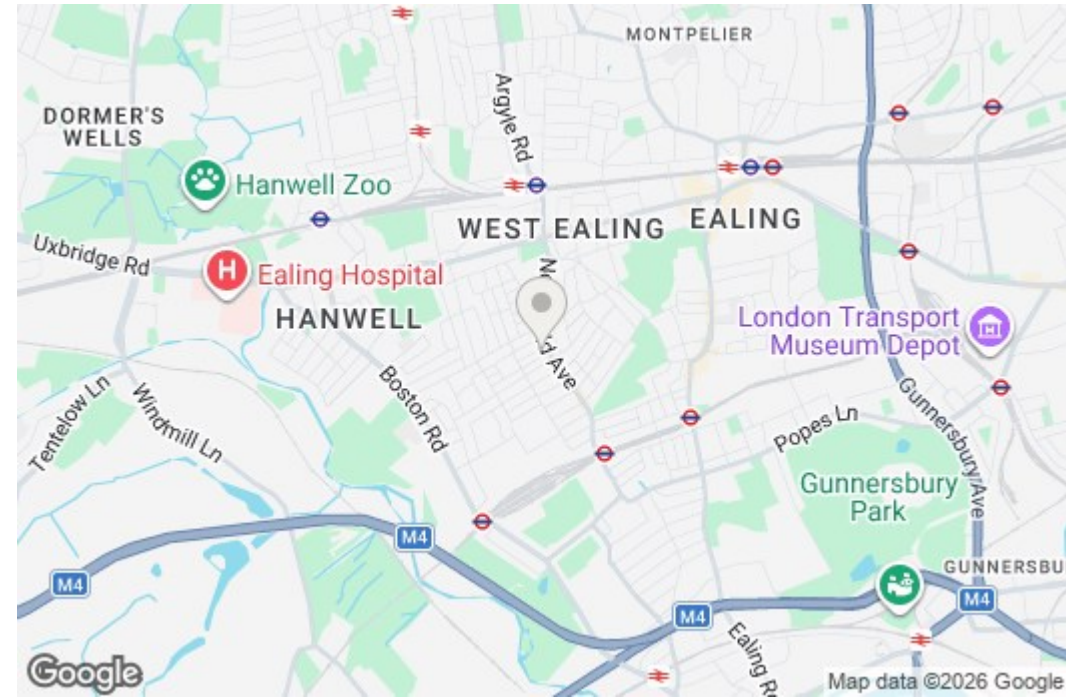 MONTPELIER
DORMER'S
WELLS
Argyle Rd
Hanwell Zoo
WEST EALING
EALING
Uxbridge Rd
H
Ealing Hospital
HANWELL
London Transport
Museum Depot
Boston Rd
Tentelow Ln
Windmill Ln
Popes Ln
Gunnersbury Ave
Gunnersbury
Park
M4
M4
GUNNERSBU
M4
M4
Ealing Rd
Google
Map data ©2026 Google